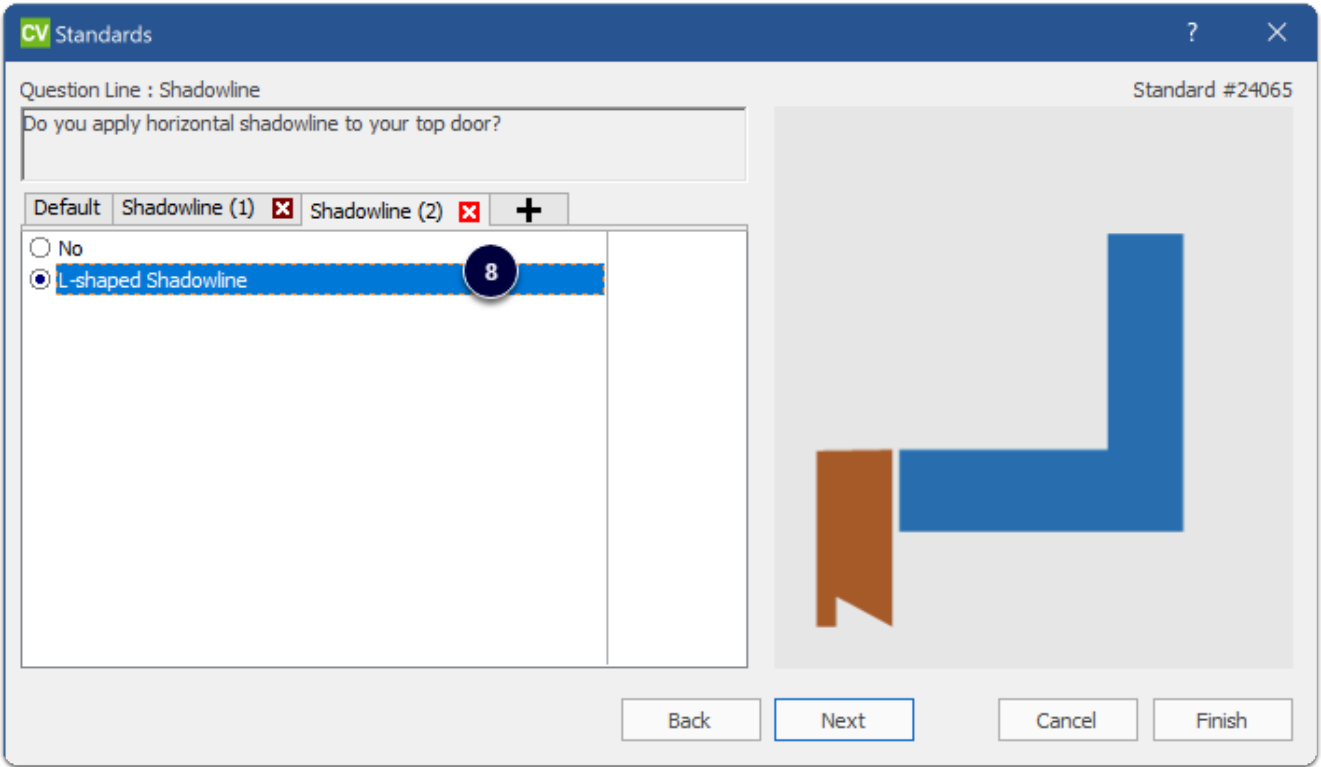 CV Standards ?
Question Line : Shadowline Standard #24065
Do you apply horizontal shadowline to your top door?
Default Shadowline (1) Shadowline (2) +
No
L-shaped Shadowline 8
Back Next Cancel Finish